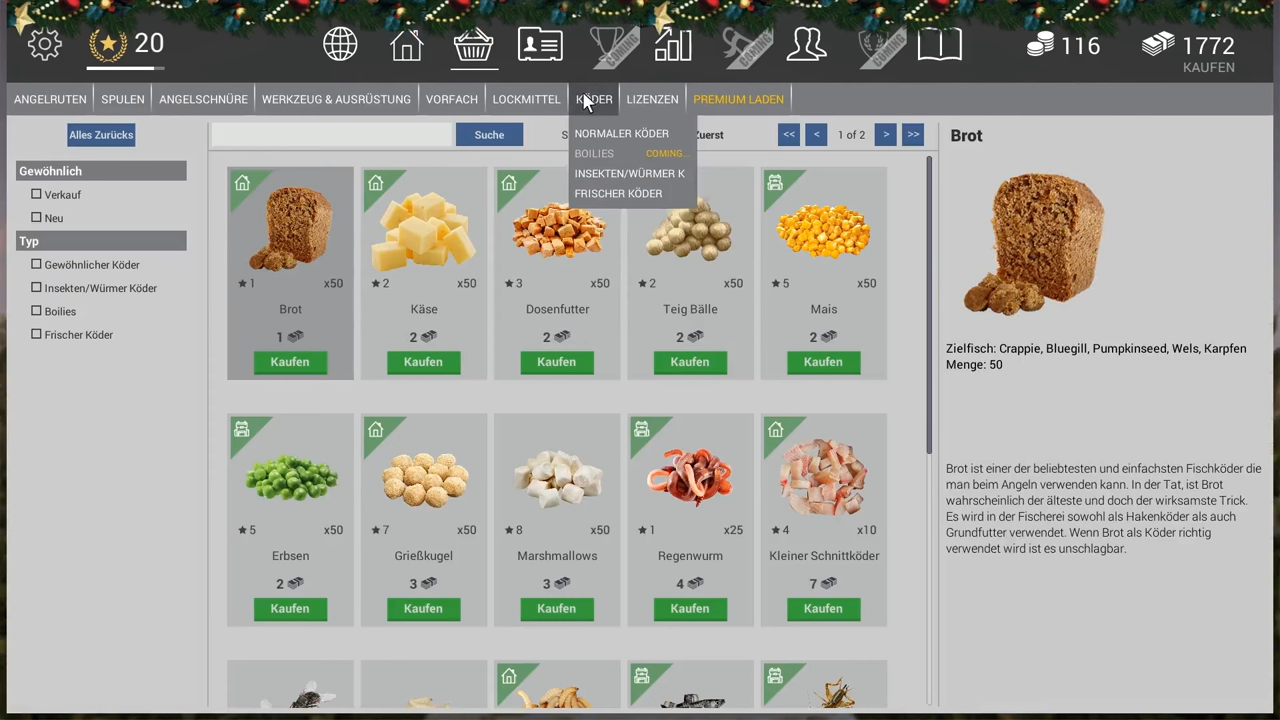 20
COMING
COMING
COMING
116
1772
KAUFEN
ANGELRUTEN
SPULEN
ANGELSCHNÜRE
WERKZEUG & AUSRÜSTUNG
VORFACH
LOCKMITTEL
KÖDER
LIZENZEN
PREMIUM LADEN
NORMALER KÖDER
BOILIES COMING...
INSEKTEN/WÜRMER K
FRISCHER KÖDER
Alles Zurücks
Suche
Zuerst
<<
<
1 of 2
>
>>
Gewöhnlich
Verkauf
Neu
Typ
Gewöhnlicher Köder
Insekten/Würmer Köder
Boilies
Frischer Köder
1 x50
Brot
1
Kaufen
2 x50
Käse
2
Kaufen
3 x50
Dosenfutter
2
Kaufen
2 x50
Teig Bälle
2
Kaufen
5 x50
Mais
2
Kaufen
5 x50
Erbsen
2
Kaufen
7 x50
Grießkugel
3
Kaufen
8 x50
Marshmallows
3
Kaufen
1 x25
Regenwurm
4
Kaufen
4 x10
Kleiner Schnittköder
7
Kaufen
Brot
Zielfisch: Crappie, Bluegill, Pumpkinseed, Wels, Karpfen
Menge: 50
Brot ist einer der beliebtesten und einfachsten Fischköder die
man beim Angeln verwenden kann. In der Tat, ist Brot
wahrscheinlich der älteste und doch der wirksamste Trick.
Es wird in der Fischerei sowohl als Hakenköder als auch
Grundfutter verwendet. Wenn Brot als Köder richtig
verwendet wird ist es unschlagbar.